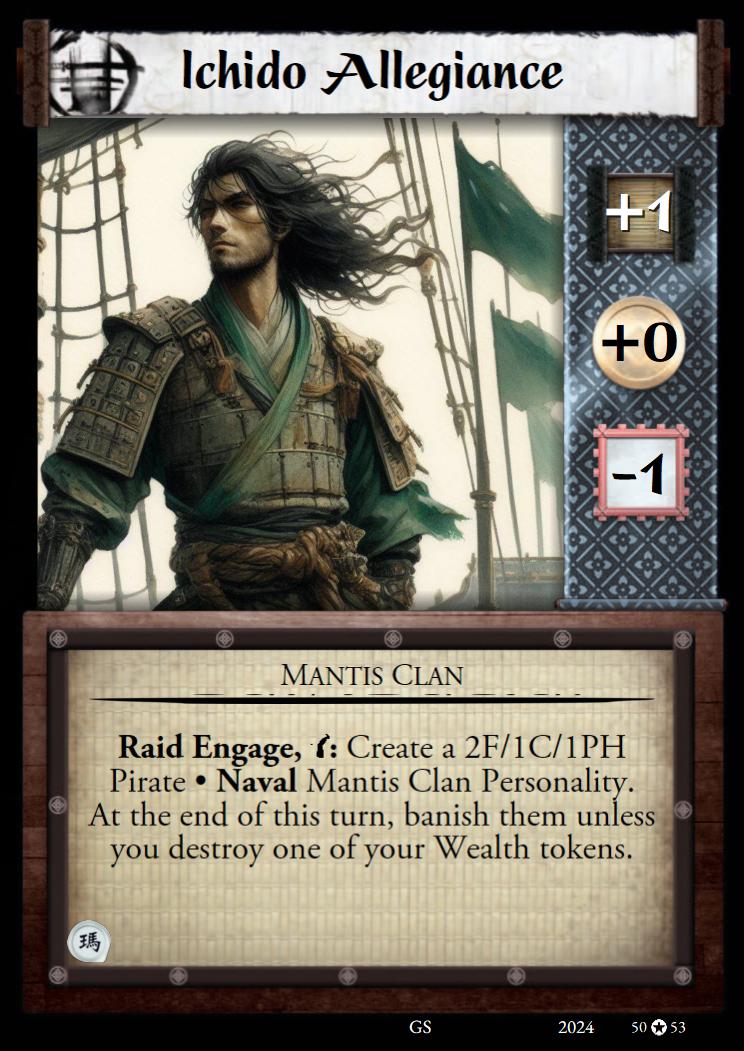 Ichido Allegiance
+1
+0
-1
Mantis Clan
Raid Engage, : Create a 2F/1C/1PH
Pirate • Naval Mantis Clan Personality.
At the end of this turn, banish them unless
you destroy one of your Wealth tokens.
瑪
GS 2024 50 53